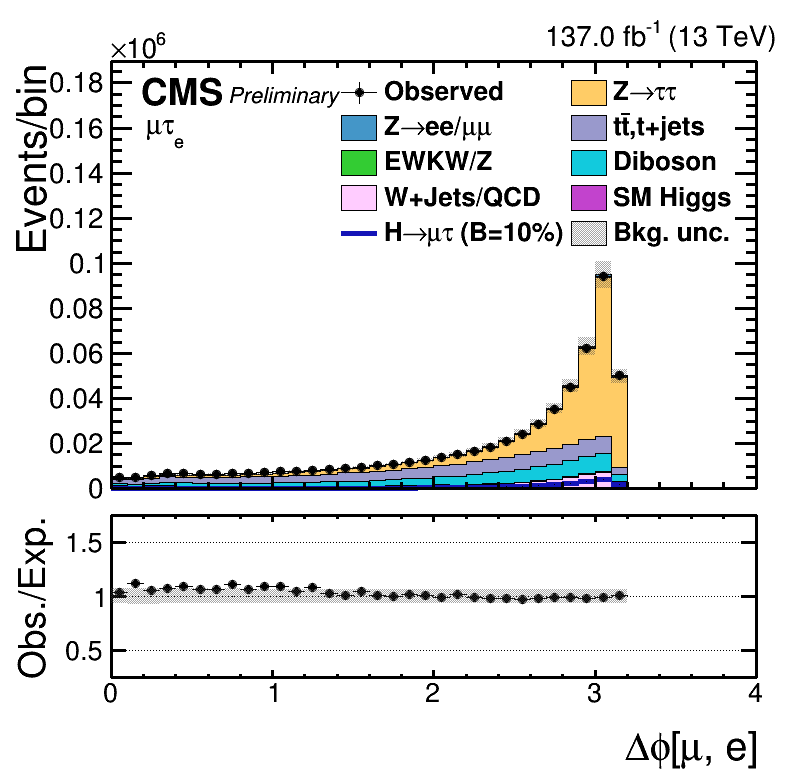 137.0 fb⁻¹ (13 TeV)
×10⁶
CMS Preliminary
μτₑ
Observed
Z→ττ
Z→ee/μμ
tt̄,t+jets
EWKW/Z
Diboson
W+Jets/QCD
SM Higgs
H→μτ (B=10%)
Bkg. unc.
Events/bin
0.18
0.16
0.14
0.12
0.1
0.08
0.06
0.04
0.02
0
Obs./Exp.
1.5
1
0.5
0 1 2 3 4
Δϕ[μ, e]